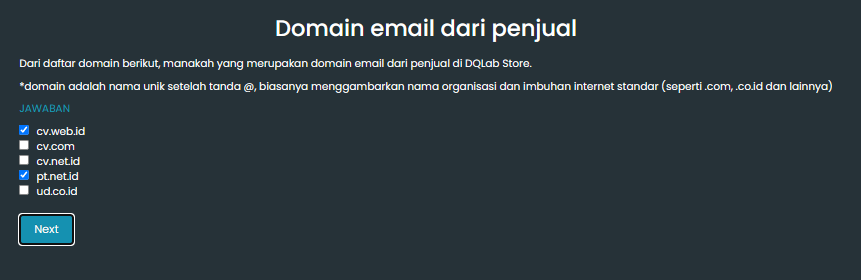 Domain email dari penjual
Dari daftar domain berikut, manakah yang merupakan domain email dari penjual di DQLab Store.
*domain adalah nama unik setelah tanda @, biasanya menggambarkan nama organisasi dan imbuhan internet standar (seperti .com, .co.id dan lainnya)
JAWABAN
cv.web.id
cv.com
cv.net.id
pt.net.id
ud.co.id
Next